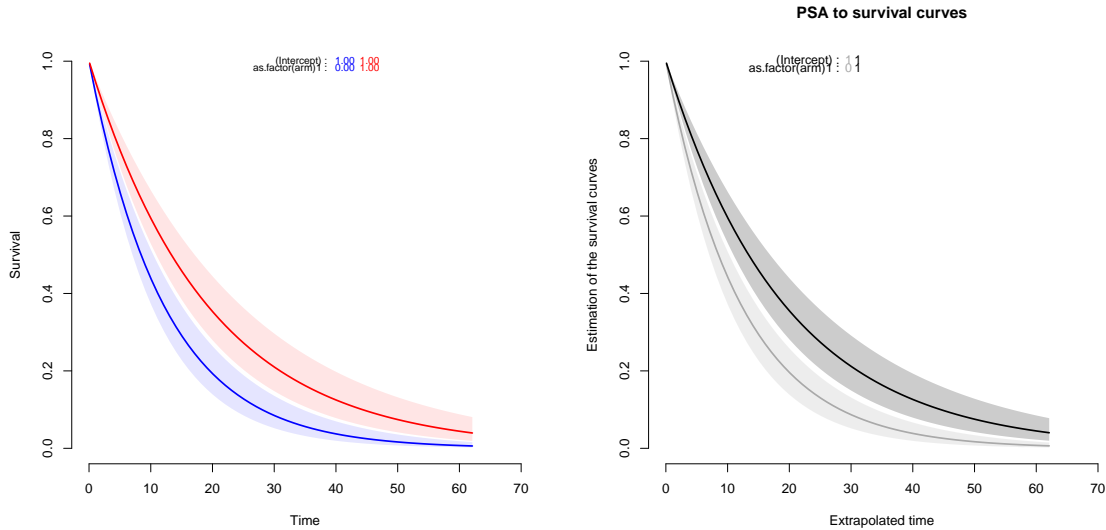 PSA to survival curves
(Intercept) : 1.00 1.00
as.factor(arm)1 : 0.00 1.00
1.0
0.8
0.6
0.4
0.2
0.0
Survival
0 10 20 30 40 50 60 70
Time
(Intercept) : 1 1
as.factor(arm)1 : 0 1
1.0
0.8
0.6
0.4
0.2
0.0
Estimation of the survival curves
0 10 20 30 40 50 60 70
Extrapolated time